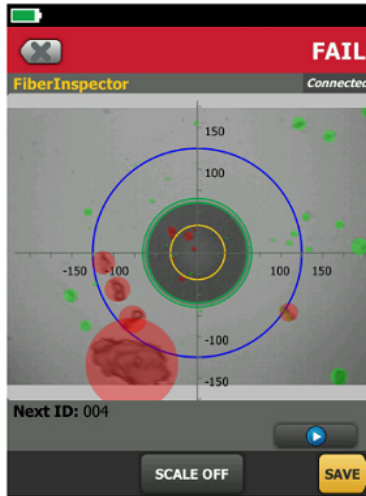 FAIL
FiberInspector Connected
150
100
-150 -100 100 150
-100
-150
Next ID: 004
SCALE OFF SAVE